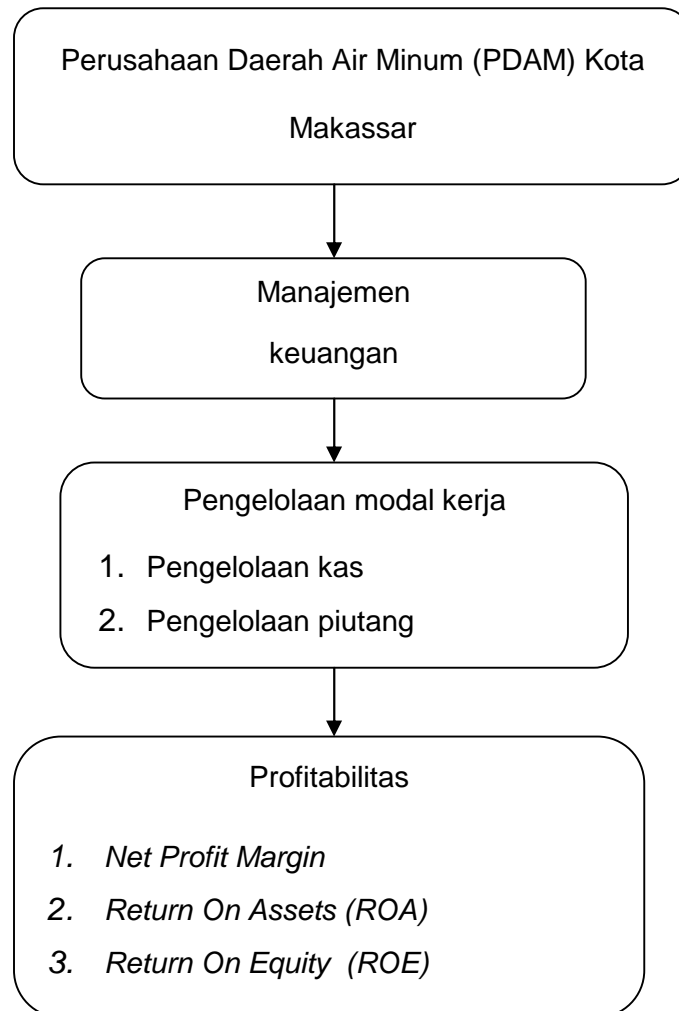 Perusahaan Daerah Air Minum (PDAM) Kota
Makassar
Manajemen
keuangan
Pengelolaan modal kerja
1. Pengelolaan kas
2. Pengelolaan piutang
Profitabilitas
1. Net Profit Margin
2. Return On Assets (ROA)
3. Return On Equity (ROE)